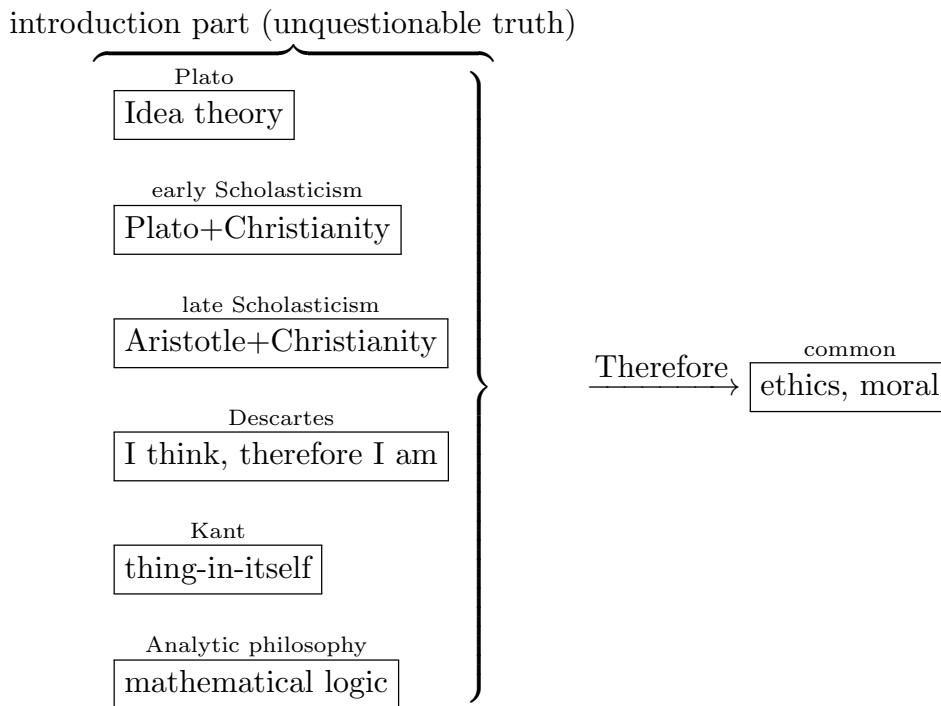 introduction part (unquestionable truth)
Plato
Idea theory
early Scholasticism
Plato+Christianity
late Scholasticism
Aristotle+Christianity
Descartes
I think, therefore I am
Kant
thing-in-itself
Analytic philosophy
mathematical logic
Therefore
common
ethics, moral